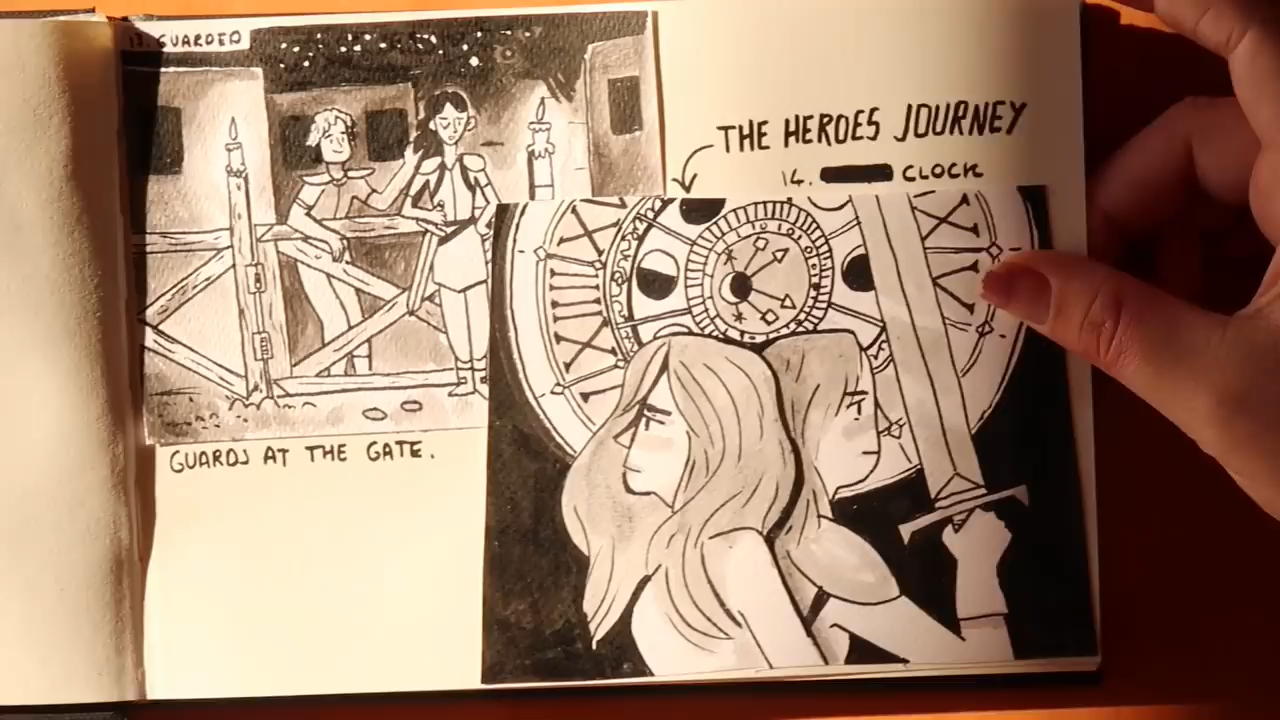 13. GUARDED
THE HEROES JOURNEY
14. CLOCK
GUARDS AT THE GATE.